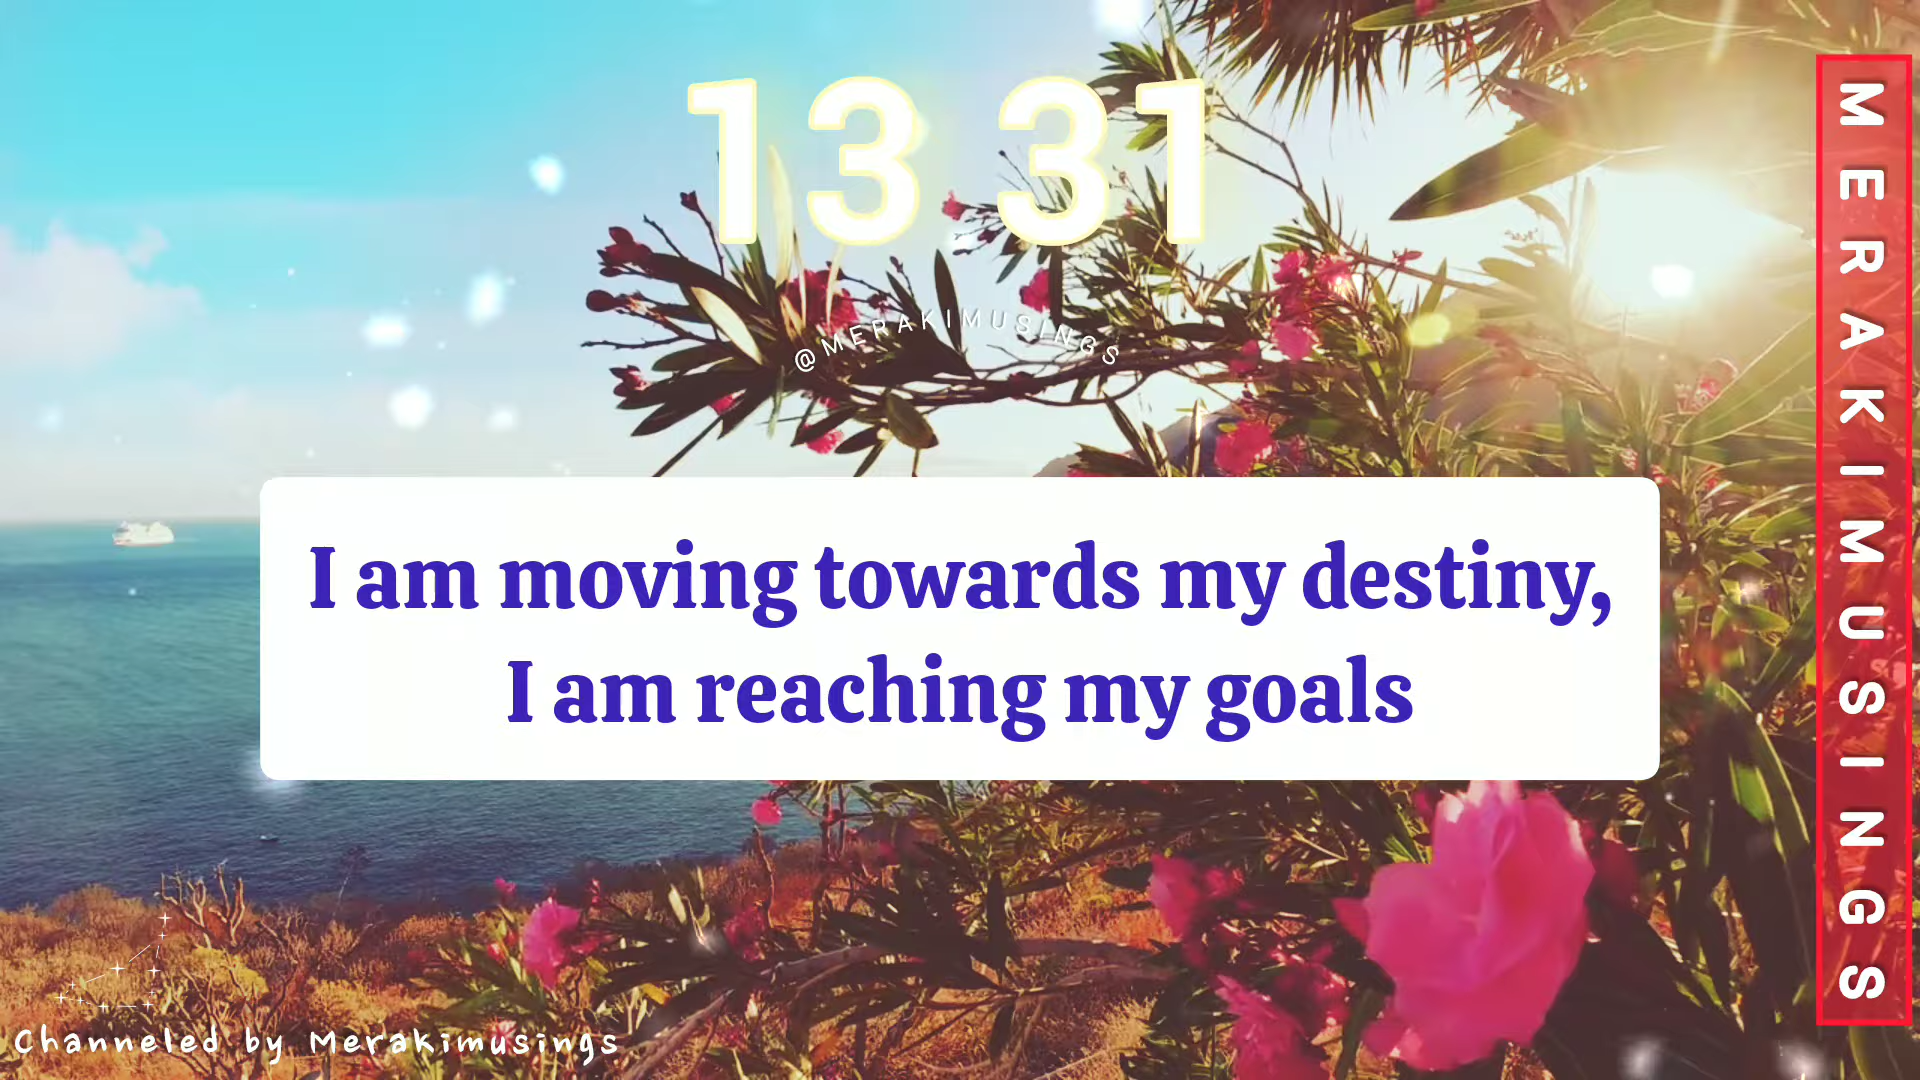 13 31
@MERAKIMUSINGS
I am moving towards my destiny,
I am reaching my goals
Channeled by Merakimusings
MERAKIMUSINGS